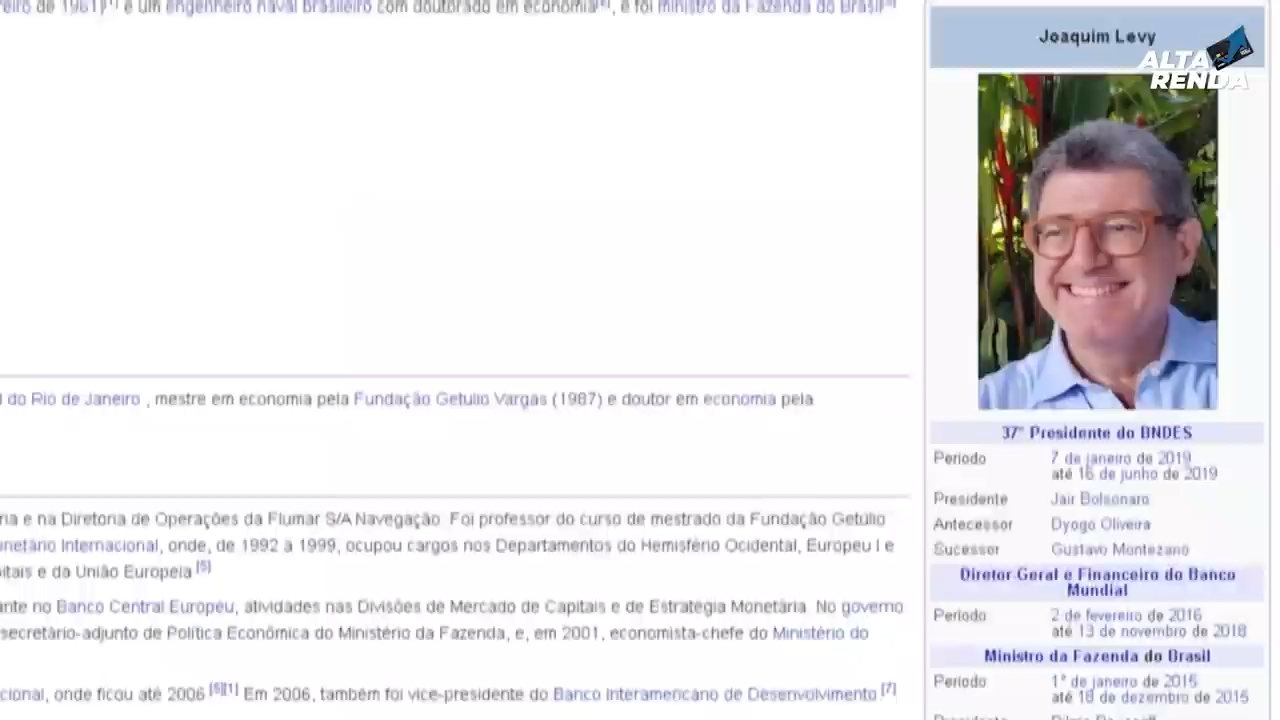 eiro de 1961)[1] é um engenheiro naval brasileiro com doutorado em economia, e foi ministro da Fazenda do Brasil
Joaquim Levy
ALTA
RENDA
l do Rio de Janeiro , mestre em economia pela Fundação Getulio Vargas (1987) e doutor em economia pela
37º Presidente do BNDES
Período 7 de janeiro de 2019
até 16 de junho de 2019
Presidente Jair Bolsonaro
Antecessor Dyogo Oliveira
Sucessor Gustavo Montezano
ria e na Diretoria de Operações da Flumar S/A Navegação. Foi professor do curso de mestrado da Fundação Getúlio
onetário Internacional, onde, de 1992 a 1999, ocupou cargos nos Departamentos do Hemisfério Ocidental, Europeu I e
pitais e da União Europeia [5]
Diretor-Geral e Financeiro do Banco
Mundial
ante no Banco Central Europeu, atividades nas Divisões de Mercado de Capitais e de Estratégia Monetária. No governo
secretário-adjunto de Política Econômica do Ministério da Fazenda, e, em 2001, economista-chefe do Ministério do
Período 2 de fevereiro de 2016
até 13 de novembro de 2018
Ministro da Fazenda do Brasil
Período 1º de janeiro de 2015
até 18 de dezembro de 2015
cional, onde ficou até 2006 [6][1] Em 2006, também foi vice-presidente do Banco Interamericano de Desenvolvimento [7]